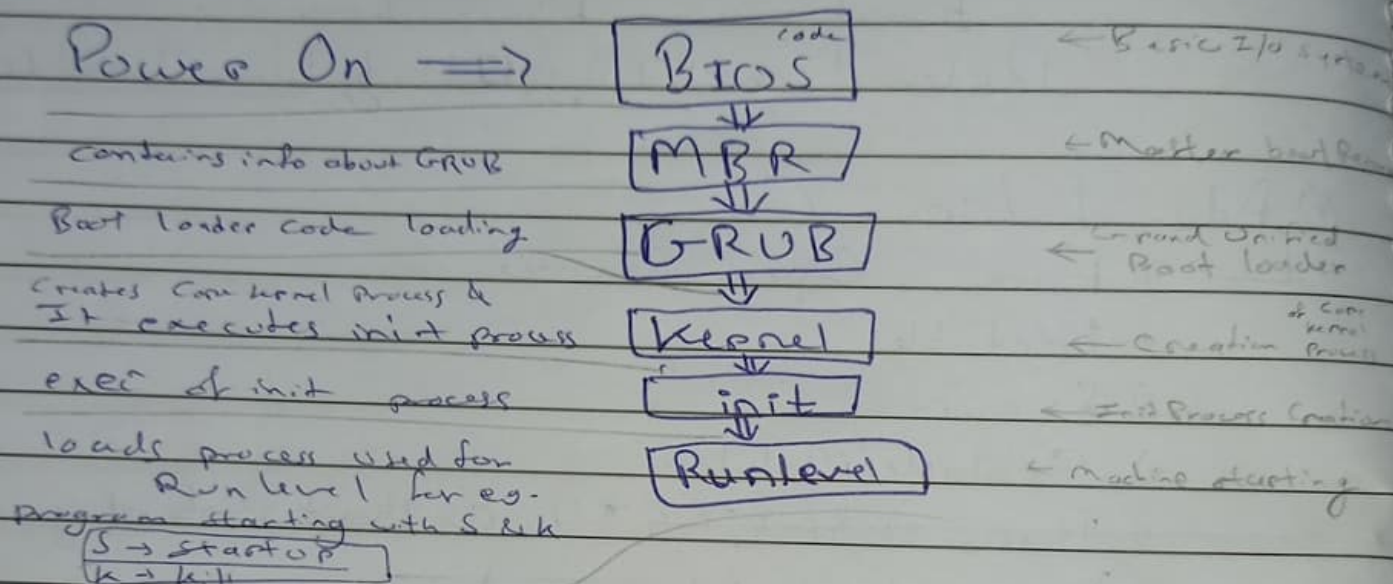 Power On ⇒ BIOS code ← Basic I/O
contains info about GRUB MBR ← Master boot
Boot loader code loading GRUB ← Grand Unified
Boot loader
Creates Core kernel process &
It executes init process Kernel ← Creation of Core kernel Process
exec of init process init ← Init Process Creation
loads process used for Runlevel ← Machine starting
Runlevel for eg.
program starting with S & k
S → Startup
K → kill